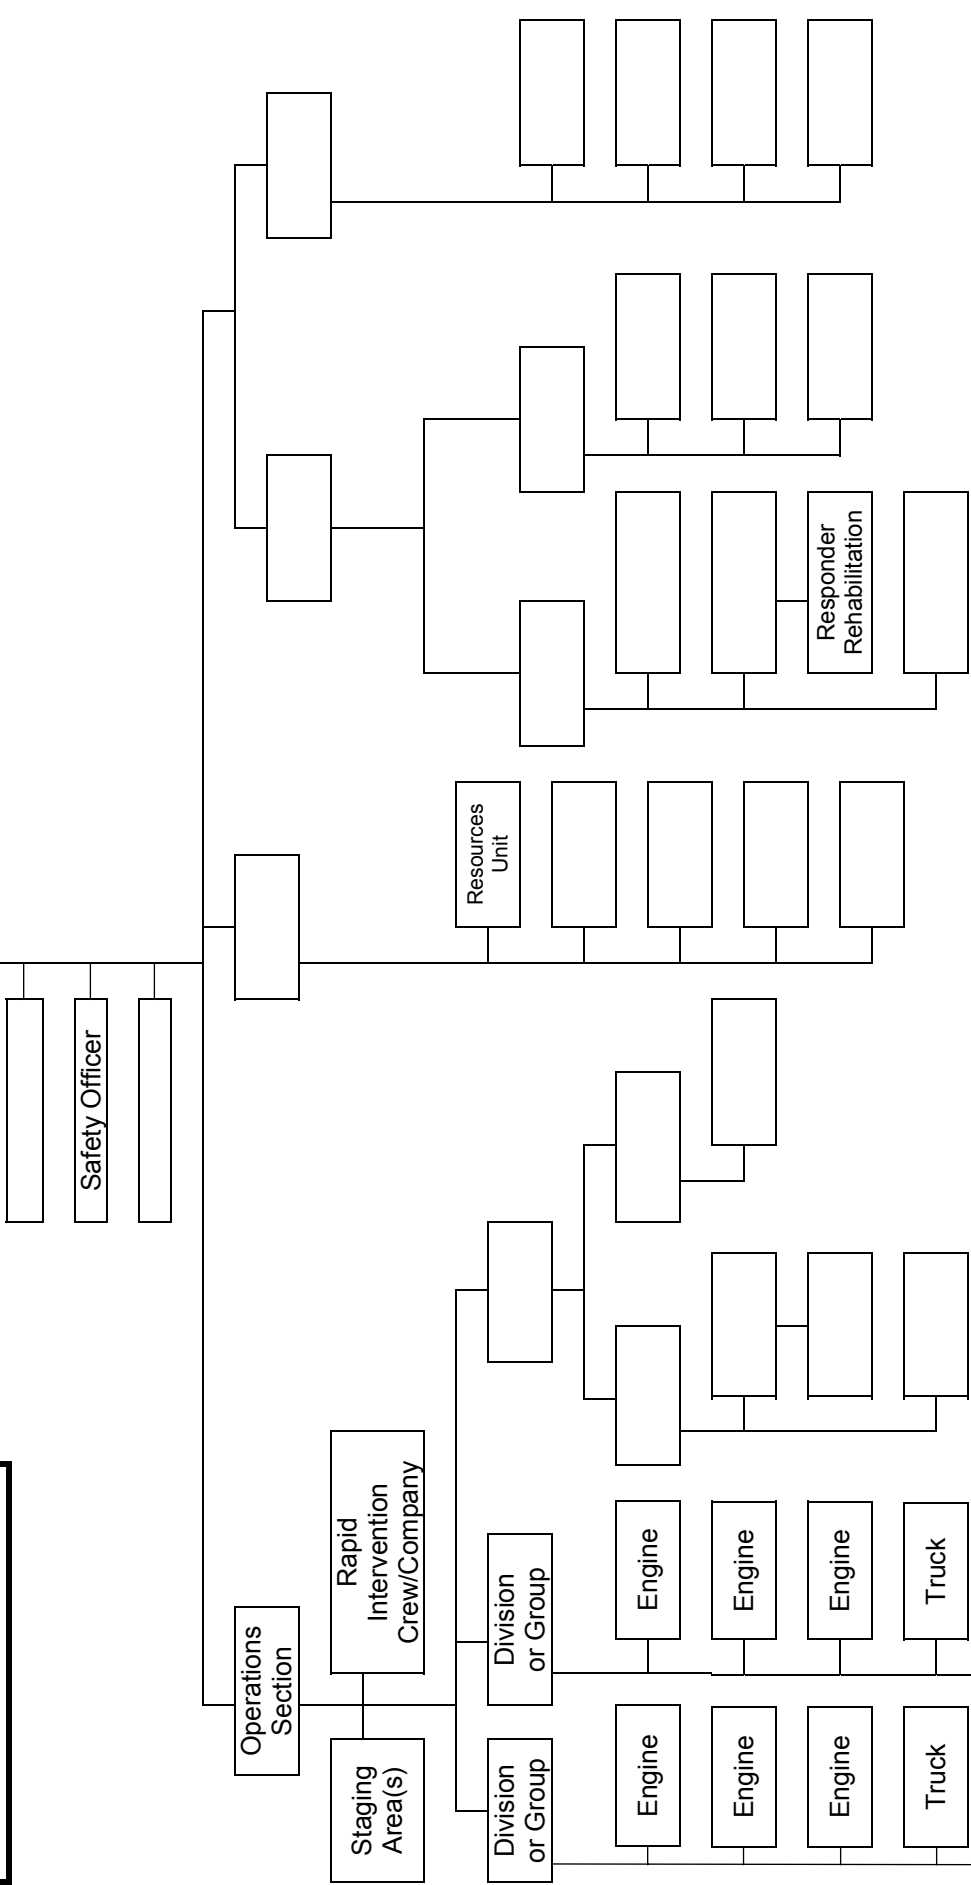 Safety Officer
Operations
Section
Staging
Area(s)
Rapid
Intervention
Crew/Company
Division
or Group
Division
or Group
Engine
Engine
Engine
Truck
Engine
Engine
Engine
Truck
Resources
Unit
Responder
Rehabilitation